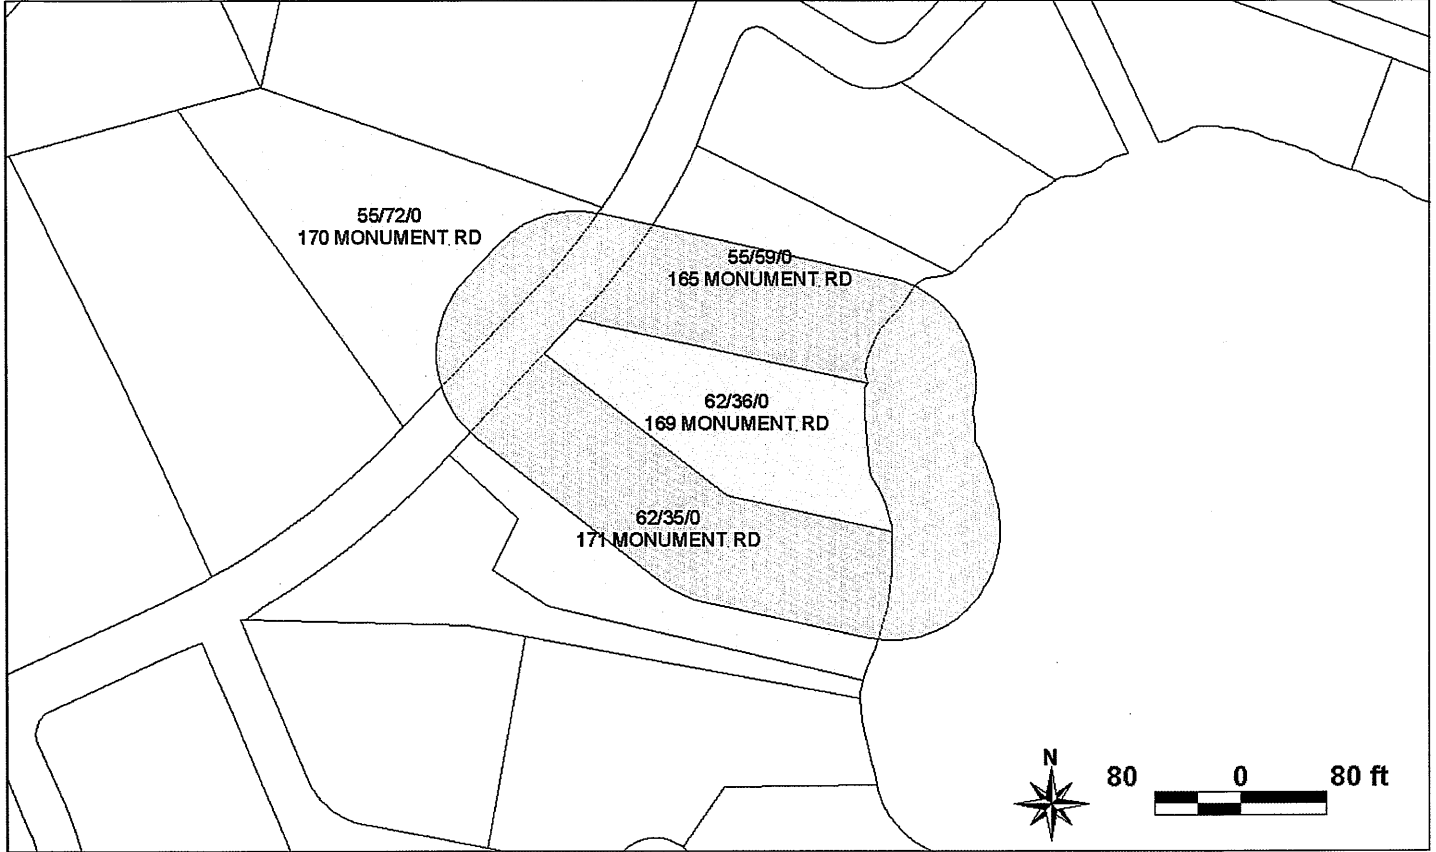 55/72/0
170 MONUMENT RD
55/59/0
165 MONUMENT RD
62/36/0
169 MONUMENT RD
62/35/0
171 MONUMENT RD
N
80 0 80 ft